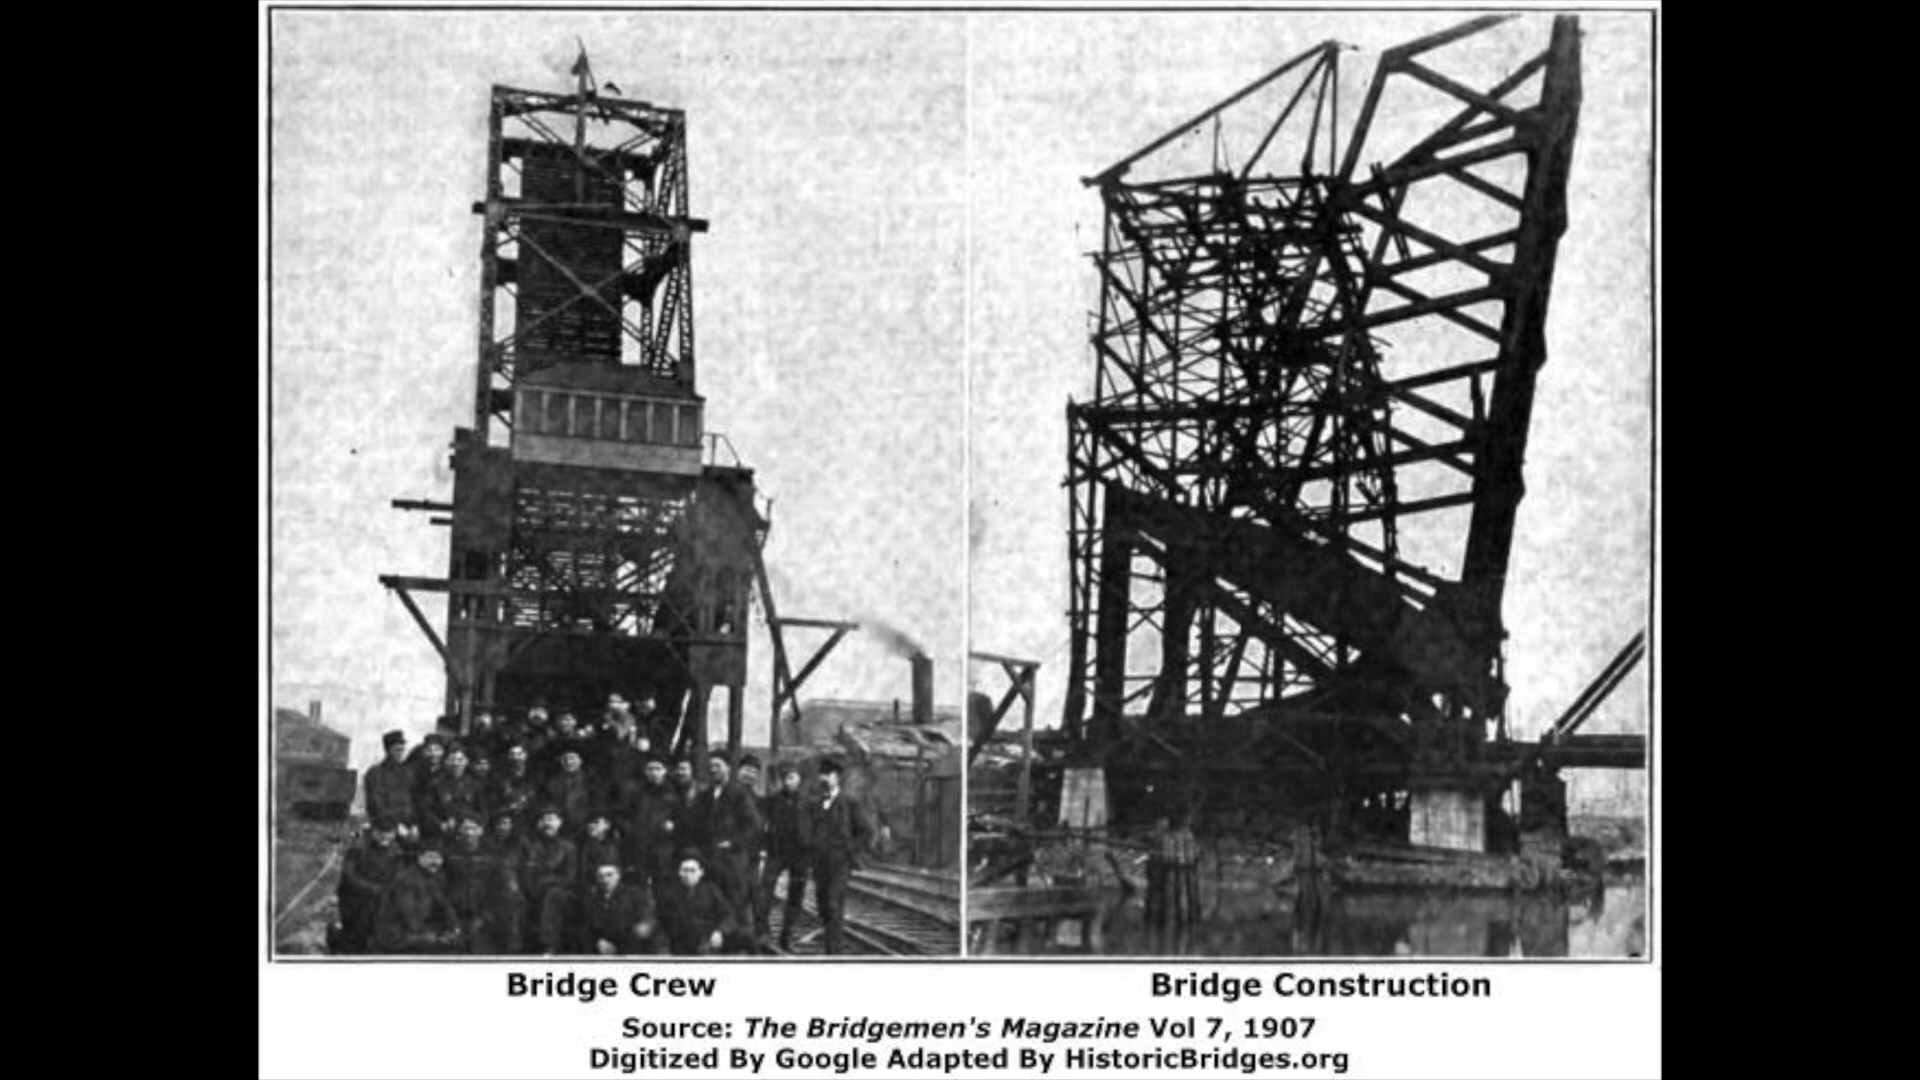 Bridge Crew
Bridge Construction
Source: The Bridgemen's Magazine Vol 7, 1907
Digitized By Google Adapted By HistoricBridges.org